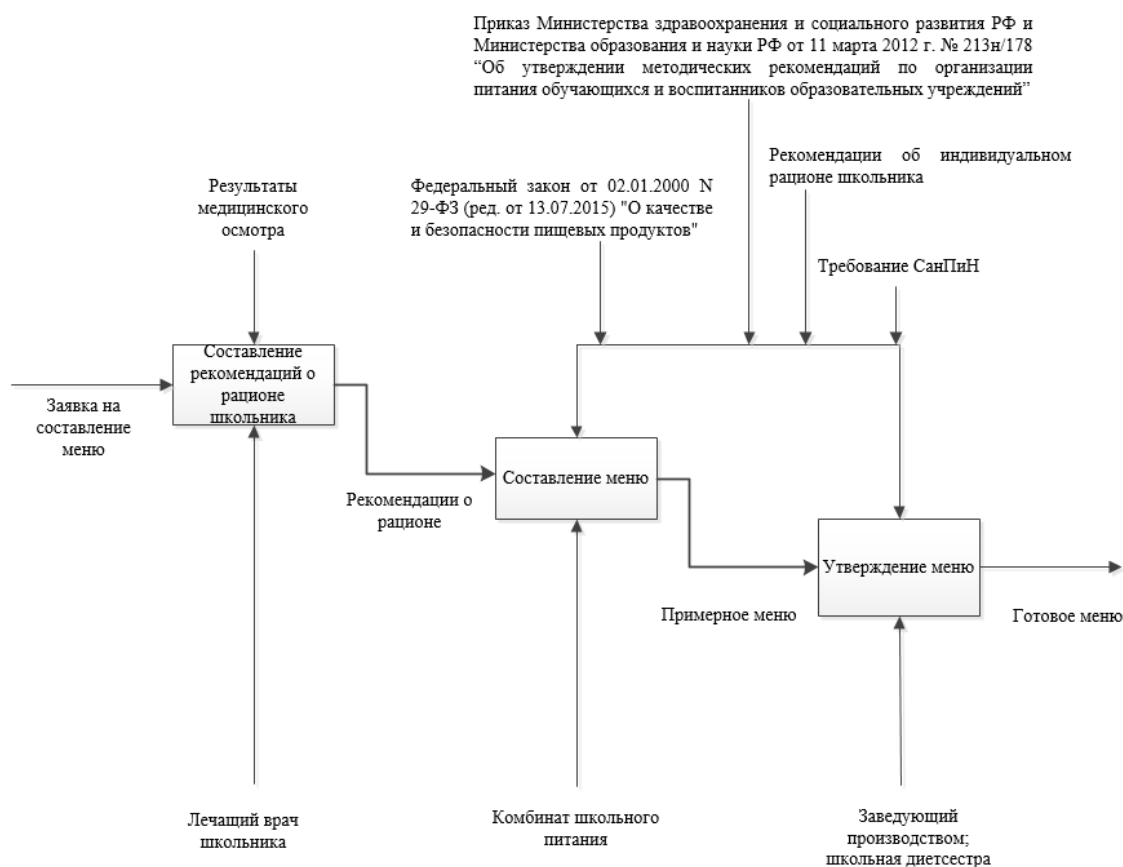 Приказ Министерства здравоохранения и социального развития РФ и
Министерства образования и науки РФ от 11 марта 2012 г. № 213н/178
“Об утверждении методических рекомендаций по организации
питания обучающихся и воспитанников образовательных учреждений”
Рекомендации об индивидуальном
рационе школьника
Результаты
медицинского
осмотра
Федеральный закон от 02.01.2000 N
29-ФЗ (ред. от 13.07.2015) "О качестве
и безопасности пищевых продуктов"
Требование СанПиН
Составление
рекомендаций о
рационе
школьника
Заявка на
составление
меню
Составление меню
Рекомендации о
рационе
Утверждение меню
Примерное меню
Готовое меню
Лечащий врач
школьника
Комбинат школьного
питания
Заведующий
производством;
школьная диетсестра